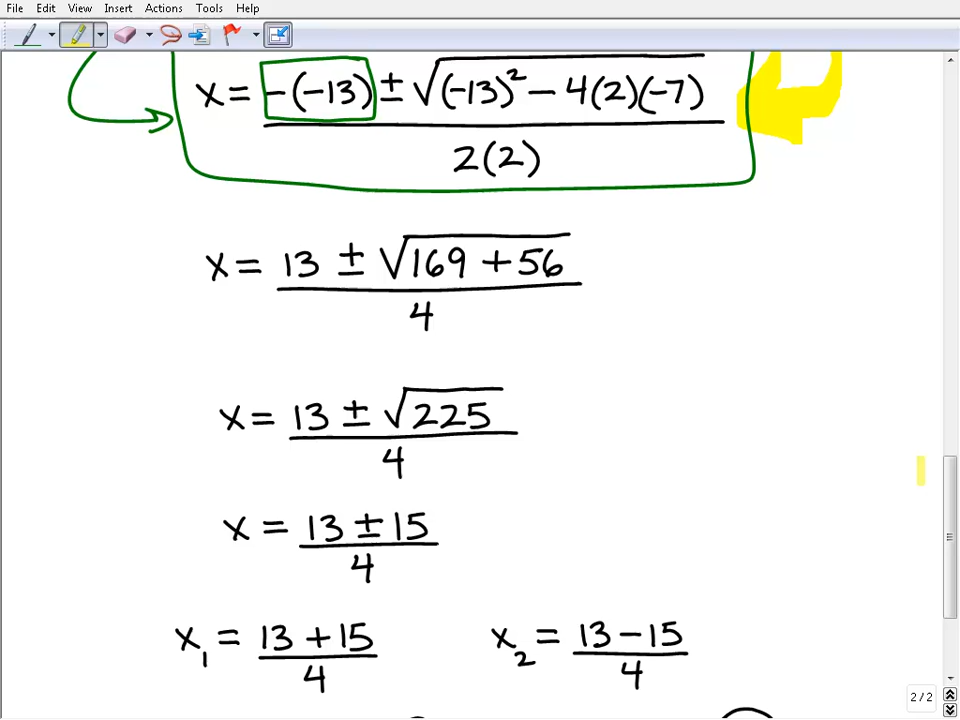 File Edit View Insert Actions Tools Help
x = -(-13) ± √(-13)² - 4(2)(-7)
2(2)
x = 13 ± √169 + 56
4
x = 13 ± √225
4
x = 13 ± 15
4
x₁ = 13 + 15
4
x₂ = 13 - 15
4
2/2